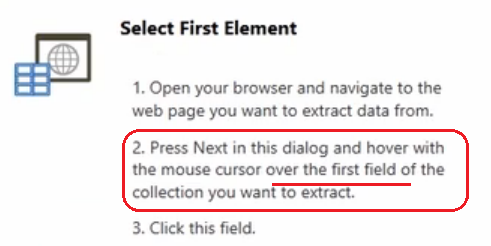 Select First Element
1. Open your browser and navigate to the
web page you want to extract data from.
2. Press Next in this dialog and hover with
the mouse cursor over the first field of the
collection you want to extract.
3. Click this field.